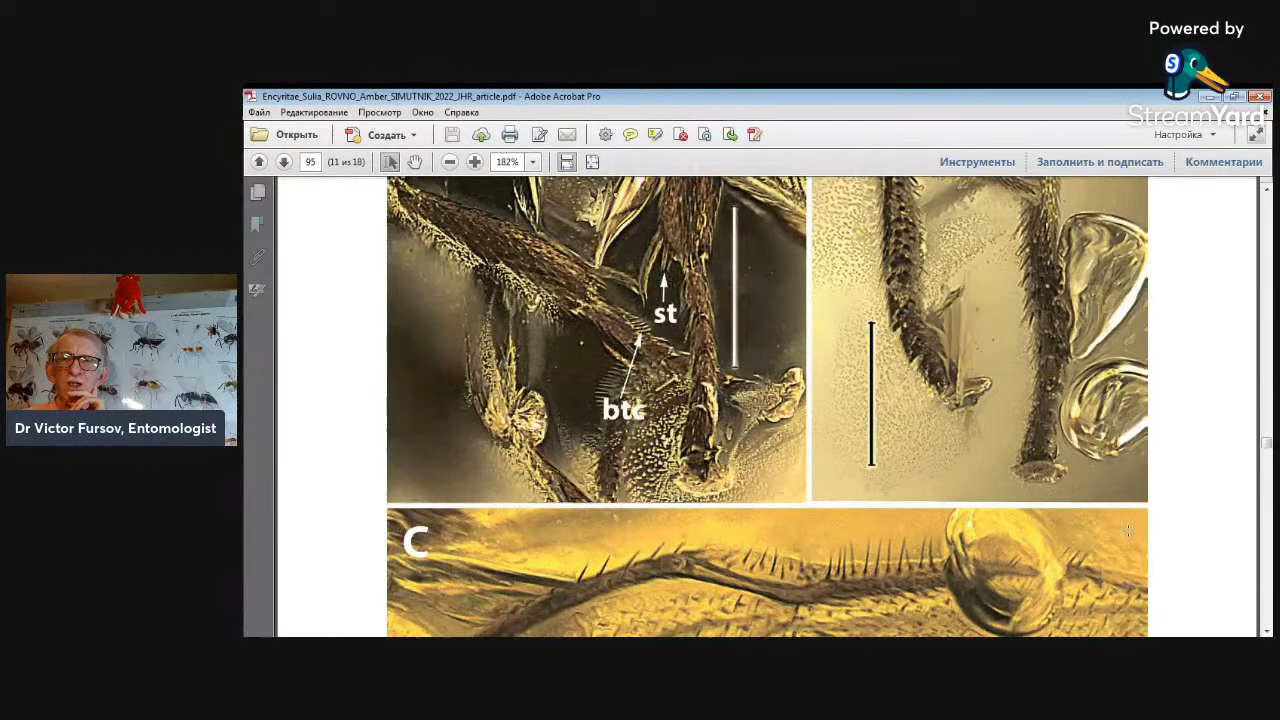 Powered by
S
StreamYard
Encyritae_Sulia_ROVNO_Amber_SIMUTNIK_2022_JHR_article.pdf - Adobe Acrobat Pro
Файл Редактирование Просмотр Окно Справка
Открыть Создать Настройка
95 (11 из 18) 182% Инструменты Заполнить и подписать Комментарии
st
btc
C
Dr Victor Fursov, Entomologist